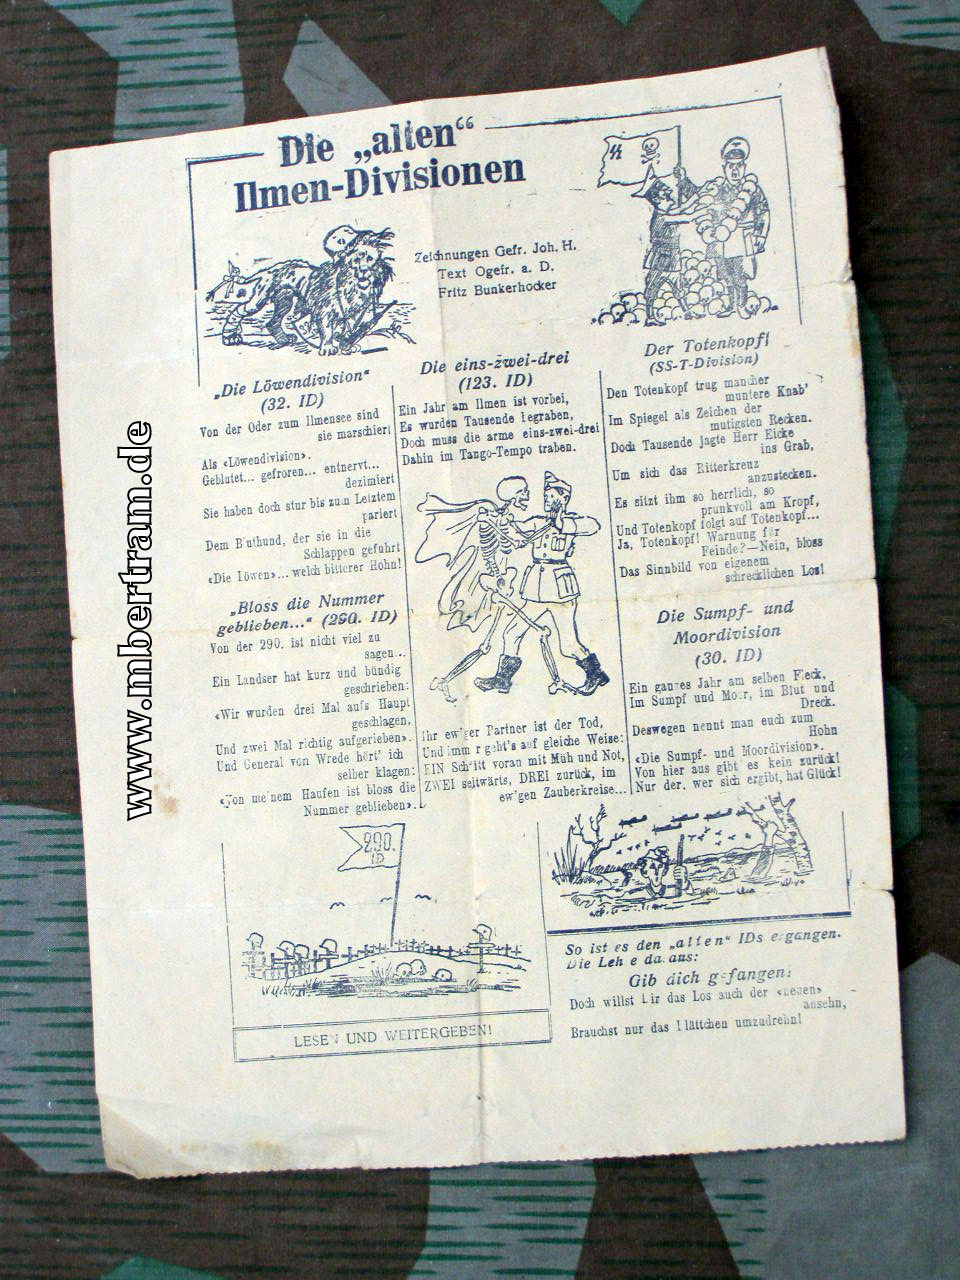 Die „alten“
Ilmen-Divisionen
Zeichnungen Gefr. Joh. H.
Text Ogefr. a. D.
Fritz Bunkerhocker
„Die Löwendivision“
(32. ID)
Von der Oder zum Ilmensee sind
sie marschiert
Als «Löwendivision».
Geblutet... gefroren... entnervt...
dezimiert
Sie haben doch stur bis zum Letztem
pariert
Dem Bluthund, der sie in die
Schlappen geführt
«Die Löwen»... welch bitterer Hohn!
„Bloss die Nummer
geblieben...“ (290. ID)
Von der 290. ist nicht viel zu
sagen...
Ein Landser hat kurz und bündig
geschrieben:
«Wir wurden drei Mal aufs Haupt
geschlagen,
Und zwei Mal richtig aufgerieben».
Und General von Wrede hört' ich
selber klagen:
«Von meinem Haufen ist bloss die
Nummer geblieben»...
290.
ID
LESEN UND WEITERGEBEN!
Die eins-zwei-drei
(123. ID)
Ein Jahr am Ilmen ist vorbei,
Es wurden Tausende begraben,
Doch muss die arme eins-zwei-drei
Dahin im Tango-Tempo traben.
Ihr ew'ger Partner ist der Tod,
Und immer geht's auf gleiche Weise:
EIN Schritt voran mit Müh und Not,
ZWEI seitwärts, DREI zurück, im
ew'gen Zauberkreise...
Der Totenkopf!
(SS-T-Division)
Den Totenkopf trug mancher
muntere Knab'
Im Spiegel als Zeichen der
mutigsten Recken.
Doch Tausende jagte Herr Eicke
ins Grab,
Um sich das Ritterkreuz
anzustecken.
Es sitzt ihm so herrlich, so
prunkvoll am Kropf,
Und Totenkopf folgt auf Totenkopf...
Ja, Totenkopf! Warnung für
Feinde?—Nein, bloss
Das Sinnbild von eigenem
schrecklichen Los!
Die Sumpf- und
Moordivision
(30. ID)
Ein ganzes Jahr am selben Fleck,
Im Sumpf und Moor, im Blut und
Dreck.
Deswegen nennt man euch zum
Hohn
«Die Sumpf- und Moordivision».
Von hier aus gibt es kein zurück!
Nur der, wer sich ergibt, hat Glück!
So ist es den „alten“ IDs ergangen.
Die Lehre daraus:
Gib dich gefangen!
Doch willst Dir das Los auch der «neuen»
ansehn,
Brauchst nur das Blättchen umzudrehn!
www.mbertram.de